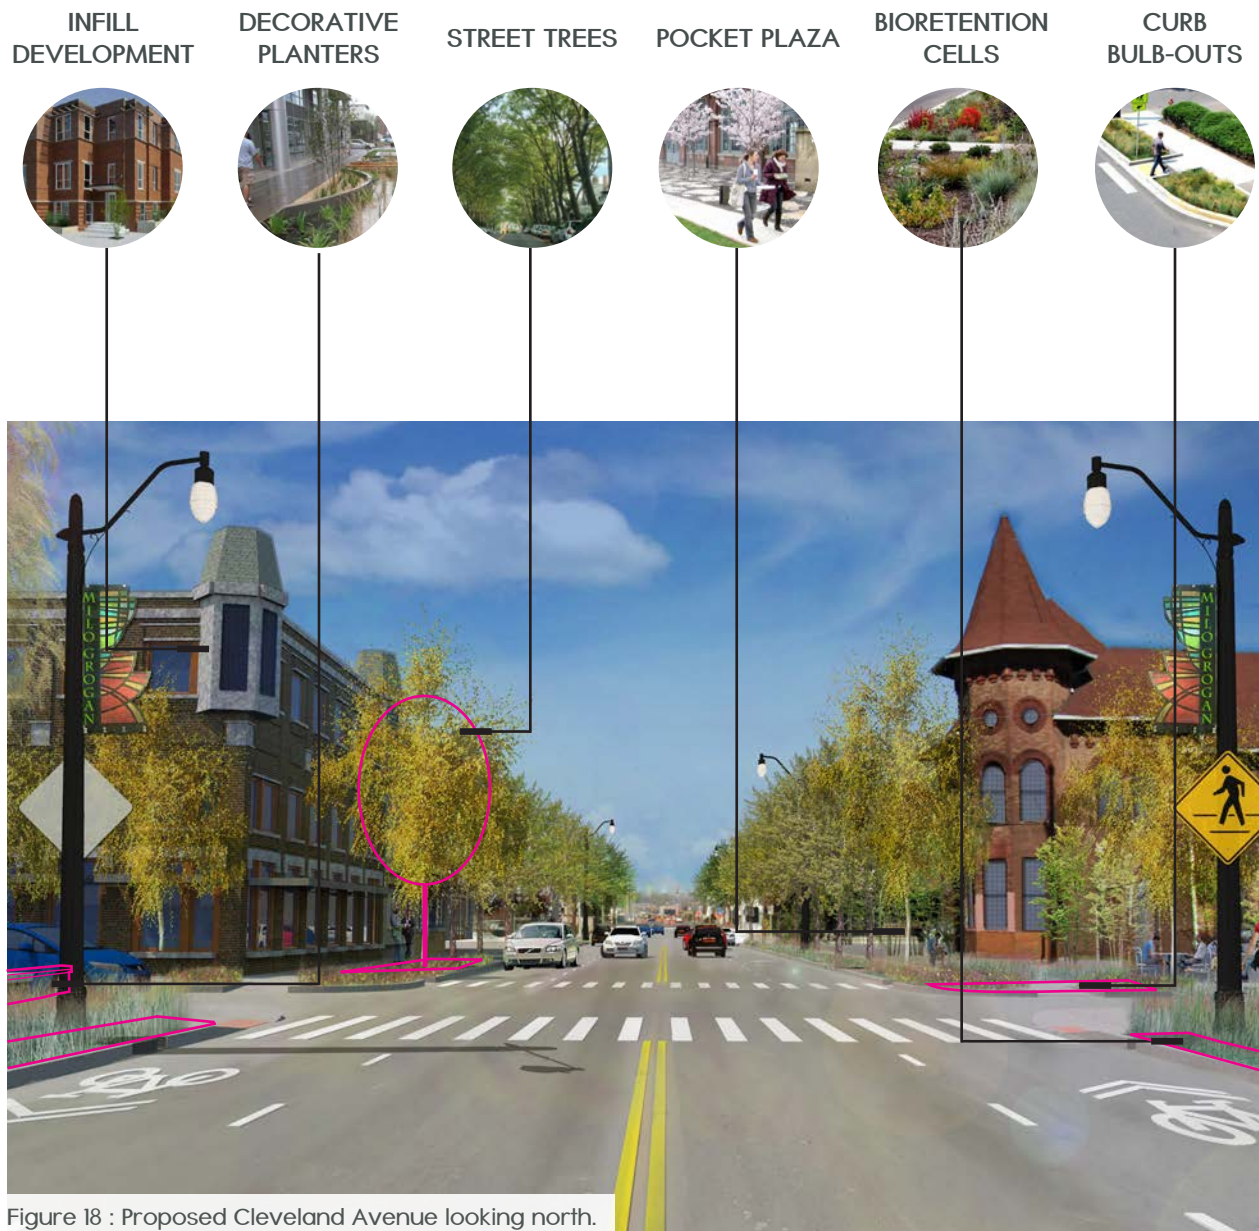 INFILL
DEVELOPMENT
DECORATIVE
PLANTERS
STREET TREES
POCKET PLAZA
BIORETENTION
CELLS
CURB
BULB-OUTS
MILO GROGAN
MILO GROGAN
Figure 18 : Proposed Cleveland Avenue looking north.